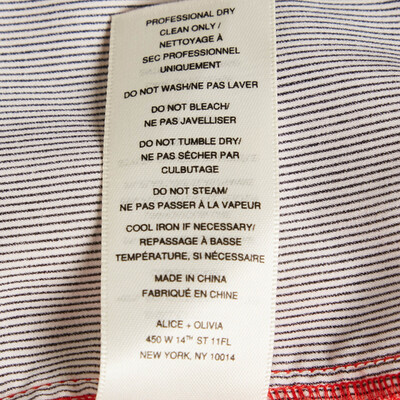 PROFESSIONAL DRY
CLEAN ONLY /
NETTOYAGE À
SEC PROFESSIONNEL
UNIQUEMENT
DO NOT WASH/NE PAS LAVER
DO NOT BLEACH/
NE PAS JAVELLISER
DO NOT TUMBLE DRY/
NE PAS SÉCHER PAR
CULBUTAGE
DO NOT STEAM/
NE PAS PASSER À LA VAPEUR
COOL IRON IF NECESSARY/
REPASSAGE À BASSE
TEMPÉRATURE, SI NÉCESSAIRE
MADE IN CHINA
FABRIQUÉ EN CHINE
ALICE + OLIVIA
450 W 14TH ST 11FL
NEW YORK, NY 10014